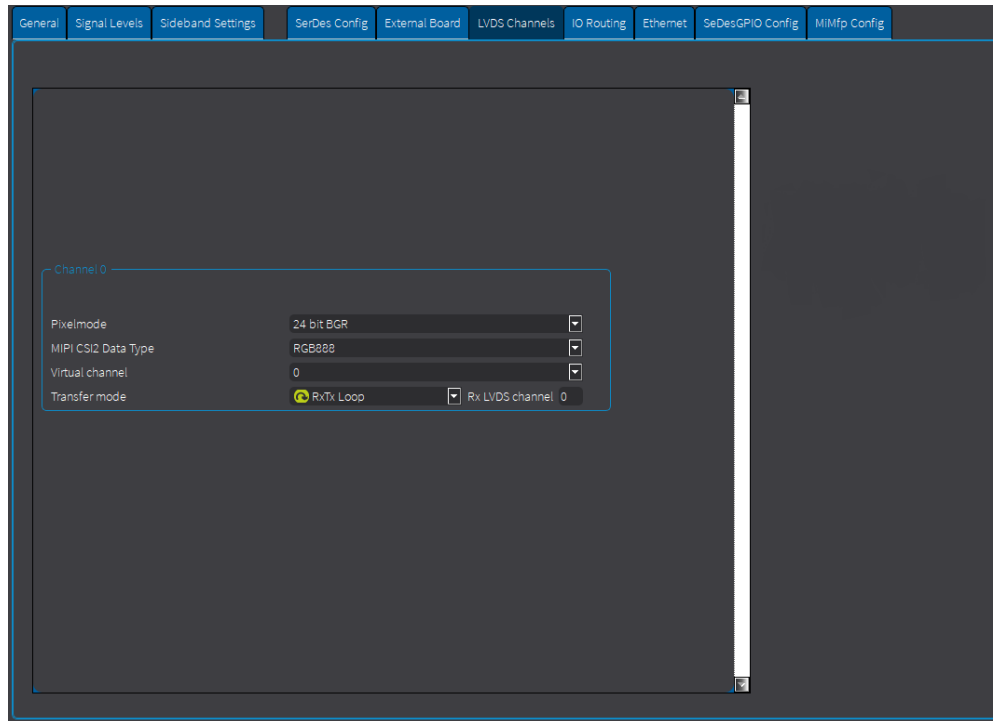 General Signal Levels Sideband Settings SerDes Config External Board LVDS Channels IO Routing Ethernet SeDesGPIO Config MiMfp Config
Channel 0
Pixelmode 24 bit BGR
MIPI CSI2 Data Type RGB888
Virtual channel 0
Transfer mode RxTx Loop Rx LVDS channel 0